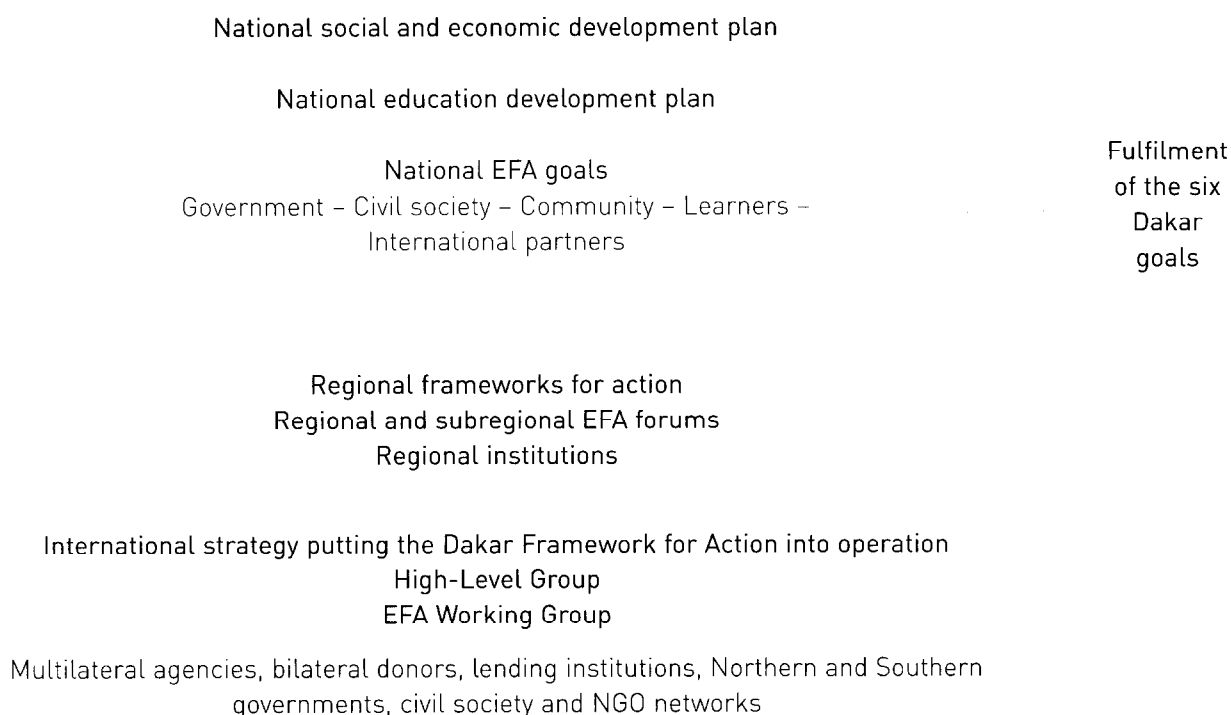 National social and economic development plan
National education development plan
National EFA goals
Government – Civil society – Community – Learners –
International partners
Fulfilment
of the six
Dakar
goals
Regional frameworks for action
Regional and subregional EFA forums
Regional institutions
International strategy putting the Dakar Framework for Action into operation
High-Level Group
EFA Working Group
Multilateral agencies, bilateral donors, lending institutions, Northern and Southern
governments, civil society and NGO networks